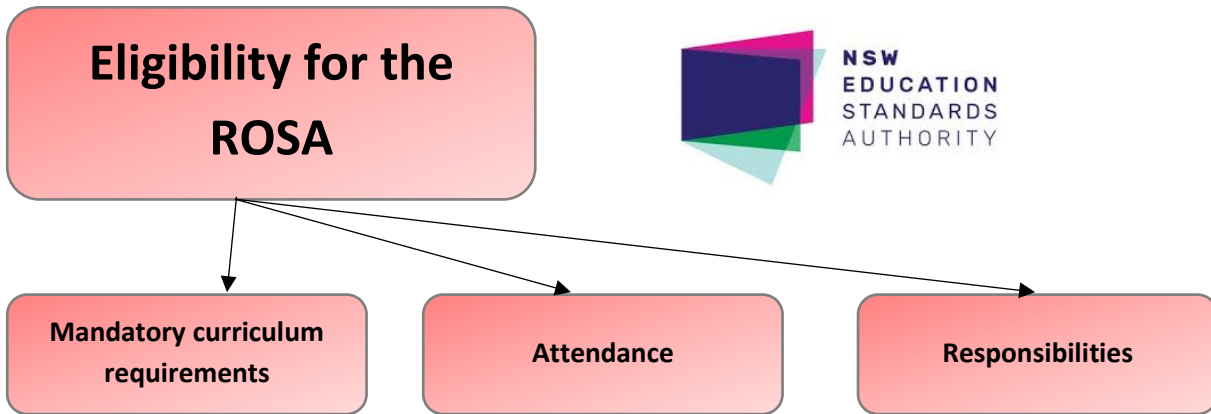 Eligibility for the
ROSA
NSW
EDUCATION
STANDARDS
AUTHORITY
Mandatory curriculum
requirements
Attendance
Responsibilities